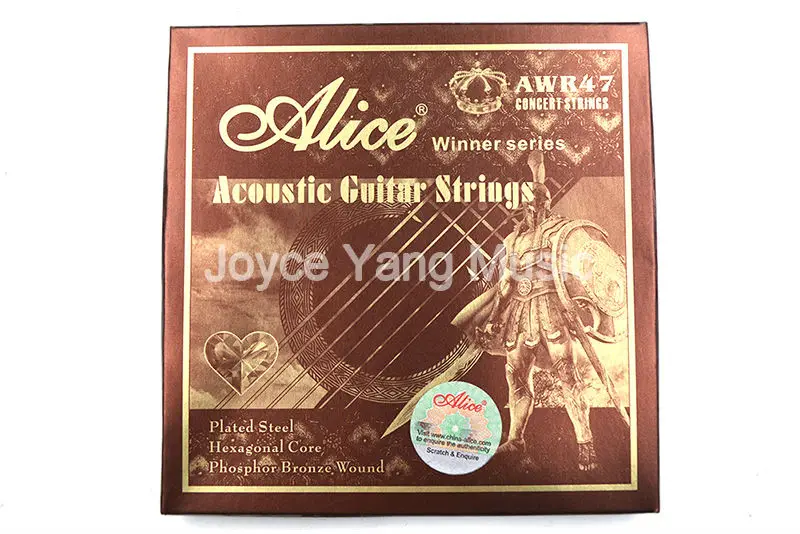 AWR47
CONCERT STRINGS
Alice®
Winner series
Acoustic Guitar Strings
Joyce Yang Music
Alice®
Visit www.china-alice.com
to enquire the authenticity
Scratch & Enquire
Plated Steel
Hexagonal Core
Phosphor Bronze Wound